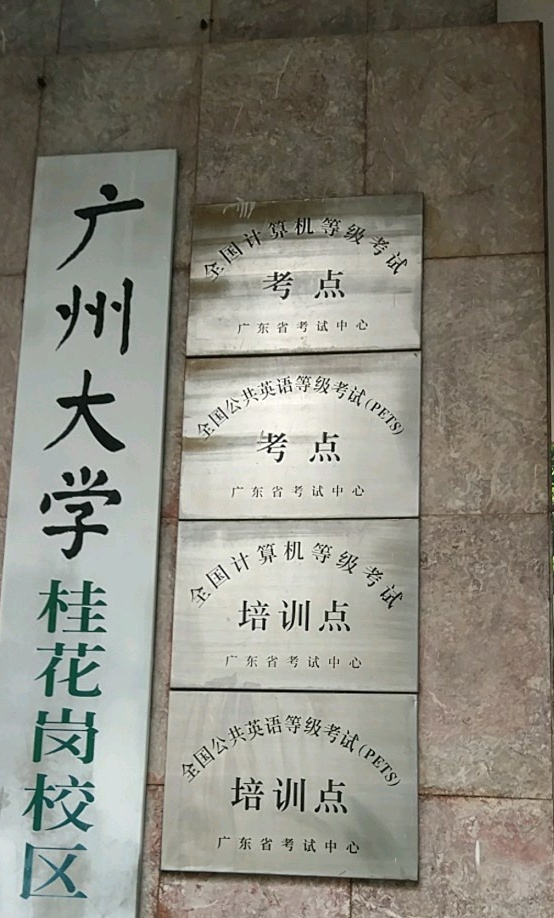 广州大学桂花岗校区
全国计算机等级考试
考点
广东省考试中心
全国公共英语等级考试(PETS)
考点
广东省考试中心
全国计算机等级考试
培训点
广东省考试中心
全国公共英语等级考试(PETS)
培训点
广东省考试中心